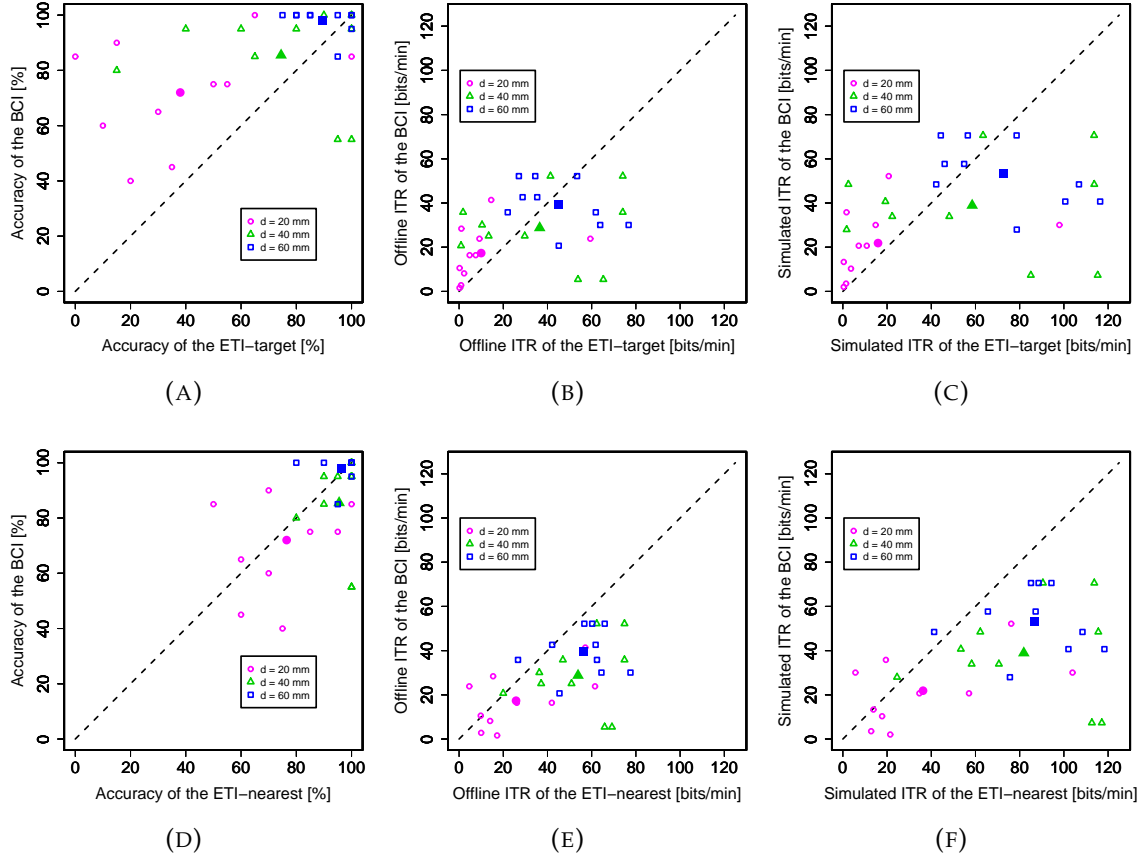 Accuracy of the BCI [%]
0 20 40 60 80 100
d = 20 mm
d = 40 mm
d = 60 mm
0 20 40 60 80 100
Accuracy of the ETI−target [%]
(A)
Offline ITR of the BCI [bits/min]
0 20 40 60 80 100 120
d = 20 mm
d = 40 mm
d = 60 mm
0 20 40 60 80 100 120
Offline ITR of the ETI−target [bits/min]
(B)
Simulated ITR of the BCI [bits/min]
0 20 40 60 80 100 120
d = 20 mm
d = 40 mm
d = 60 mm
0 20 40 60 80 100 120
Simulated ITR of the ETI−target [bits/min]
(C)
Accuracy of the BCI [%]
0 20 40 60 80 100
d = 20 mm
d = 40 mm
d = 60 mm
0 20 40 60 80 100
Accuracy of the ETI−nearest [%]
(D)
Offline ITR of the BCI [bits/min]
0 20 40 60 80 100 120
d = 20 mm
d = 40 mm
d = 60 mm
0 20 40 60 80 100 120
Offline ITR of the ETI−nearest [bits/min]
(E)
Simulated ITR of the BCI [bits/min]
0 20 40 60 80 100 120
d = 20 mm
d = 40 mm
d = 60 mm
0 20 40 60 80 100 120
Simulated ITR of the ETI−nearest [bits/min]
(F)